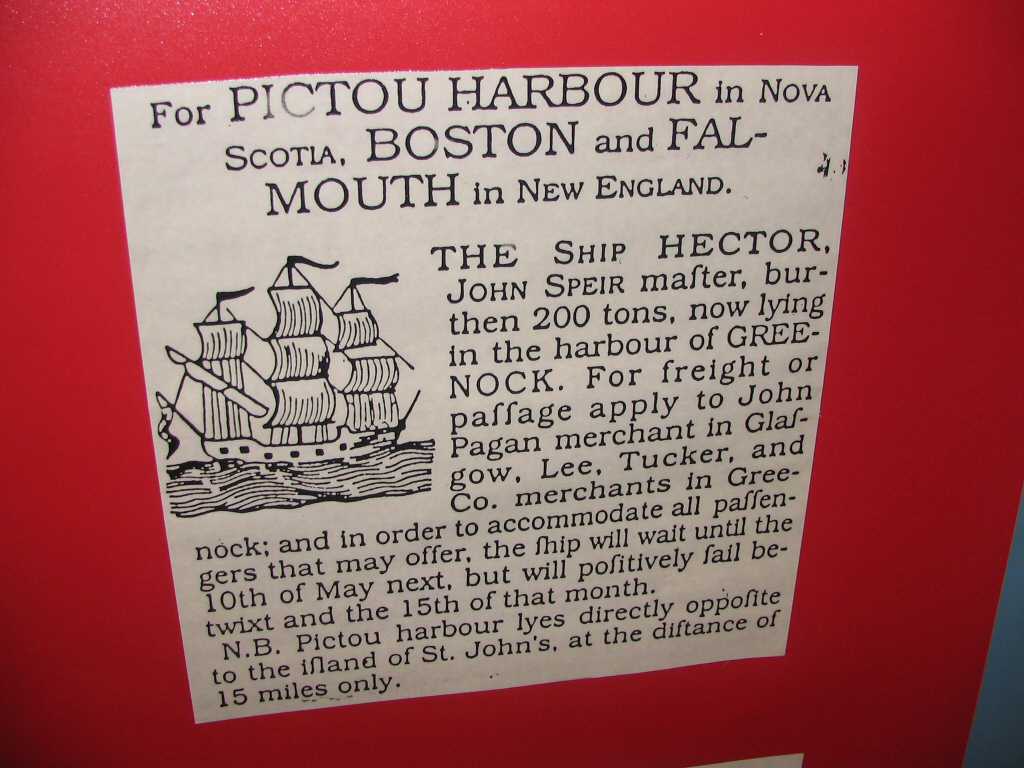 For PICTOU HARBOUR in NOVA
SCOTIA, BOSTON and FAL-
MOUTH in NEW ENGLAND.
THE SHIP HECTOR,
JOHN SPEIR maſter, bur-
then 200 tons, now lying
in the harbour of GREE-
NOCK. For freight or
paſſage apply to John
Pagan merchant in Glaſ-
gow, Lee, Tucker, and
Co. merchants in Gree-
nock; and in order to accommodate all paſſen-
gers that may offer, the ſhip will wait until the
10th of May next, but will poſitively ſail be-
twixt and the 15th of that month.
N.B. Pictou harbour lyes directly oppoſite
to the iſland of St. John's, at the diſtance of
15 miles only.